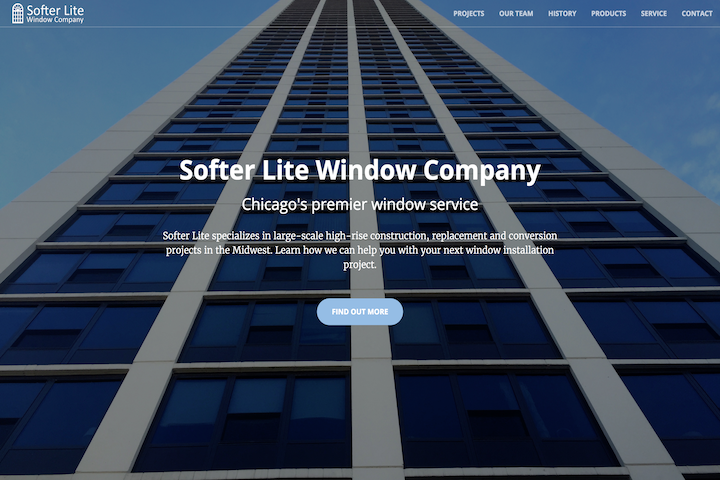 Softer Lite
Window Company
PROJECTS OUR TEAM HISTORY PRODUCTS SERVICE CONTACT
Softer Lite Window Company
Chicago's premier window service
Softer Lite specializes in large-scale high-rise construction, replacement and conversion
projects in the Midwest. Learn how we can help you with your next window installation
project.
FIND OUT MORE